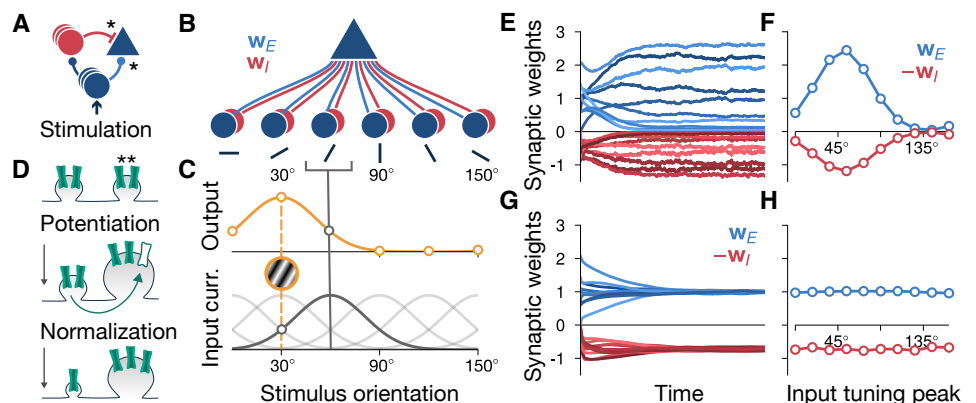 A
*
*
Stimulation
B
w_E
w_I
30° 90° 150°
C
Output
Input curr.
30° 90° 150°
Stimulus orientation
D
**
Potentiation
Normalization
E
Synaptic weights
3
2
1
0
-1
F
w_E
−w_I
45° 135°
G
Synaptic weights
3
2
1
0
-1
w_E
−w_I
Time
H
45° 135°
Input tuning peak